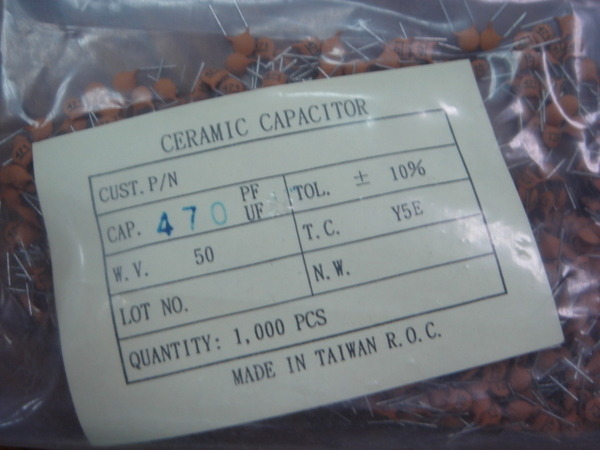 CERAMIC CAPACITOR
CUST. P/N
CAP. 470 PF UF
TOL. ± 10%
W.V. 50
T.C. Y5E
LOT NO.
N.W.
QUANTITY: 1,000 PCS
MADE IN TAIWAN R.O.C.